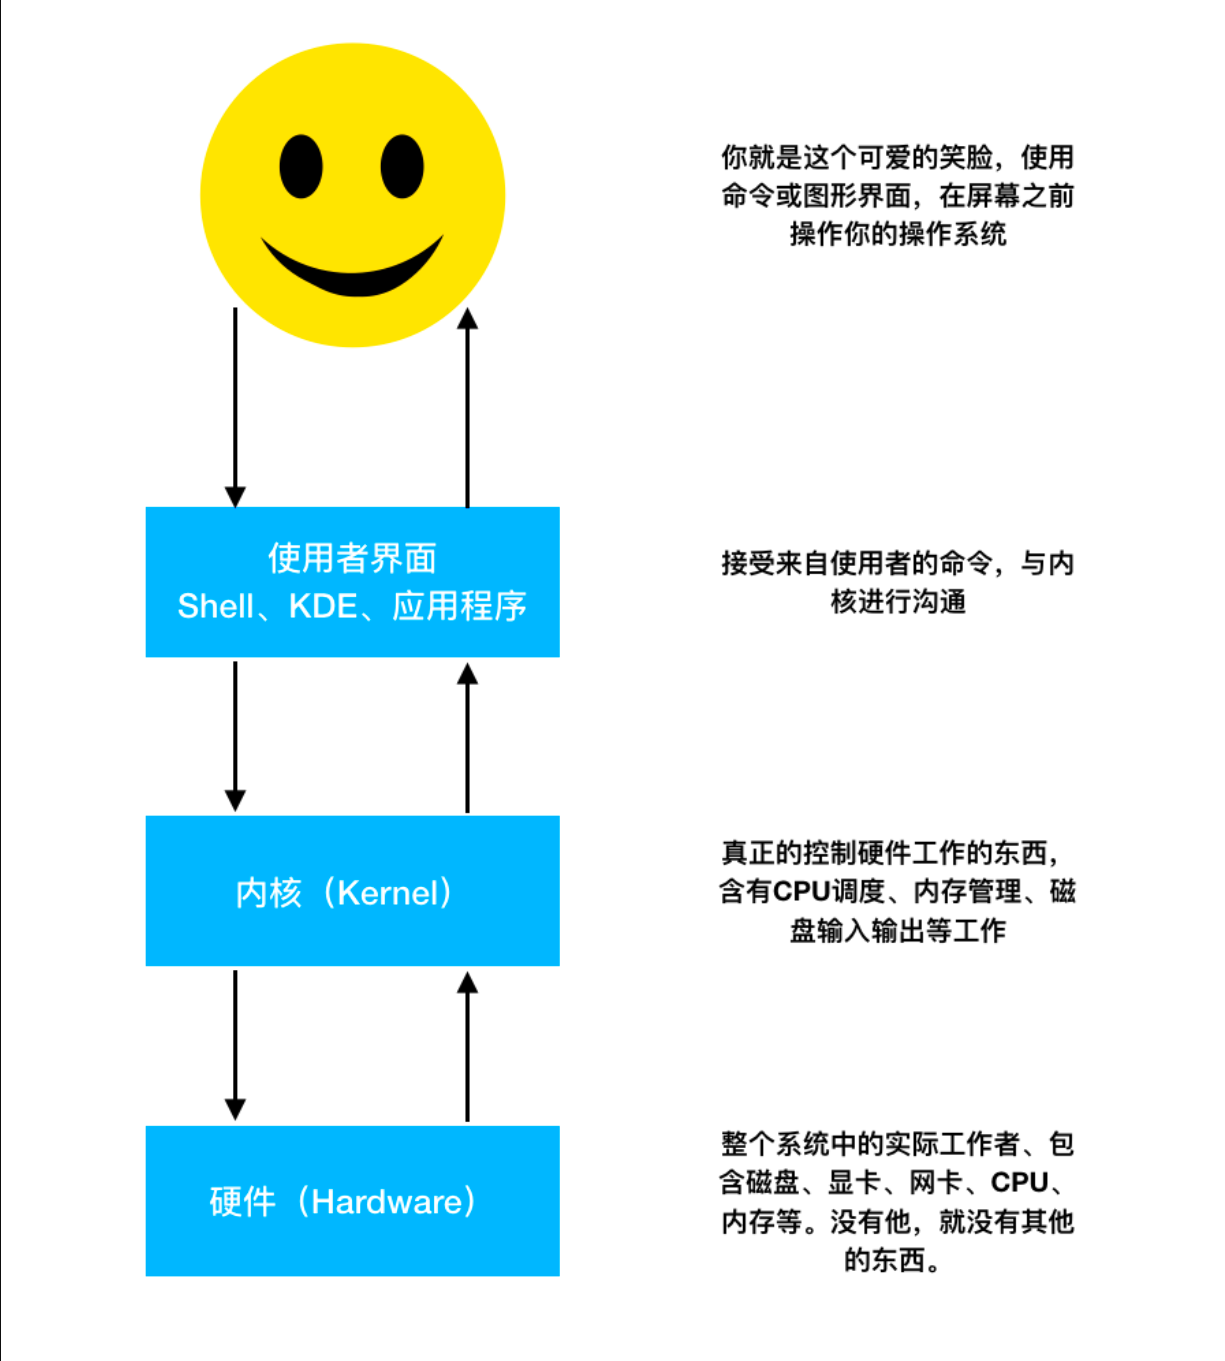 你就是这个可爱的笑脸，使用
命令或图形界面，在屏幕之前
操作你的操作系统
使用者界面
Shell、KDE、应用程序
接受来自使用者的命令，与内
核进行沟通
内核（Kernel）
真正的控制硬件工作的东西，
含有CPU调度、内存管理、磁
盘输入输出等工作
硬件（Hardware）
整个系统中的实际工作者、包
含磁盘、显卡、网卡、CPU、
内存等。没有他，就没有其他
的东西。